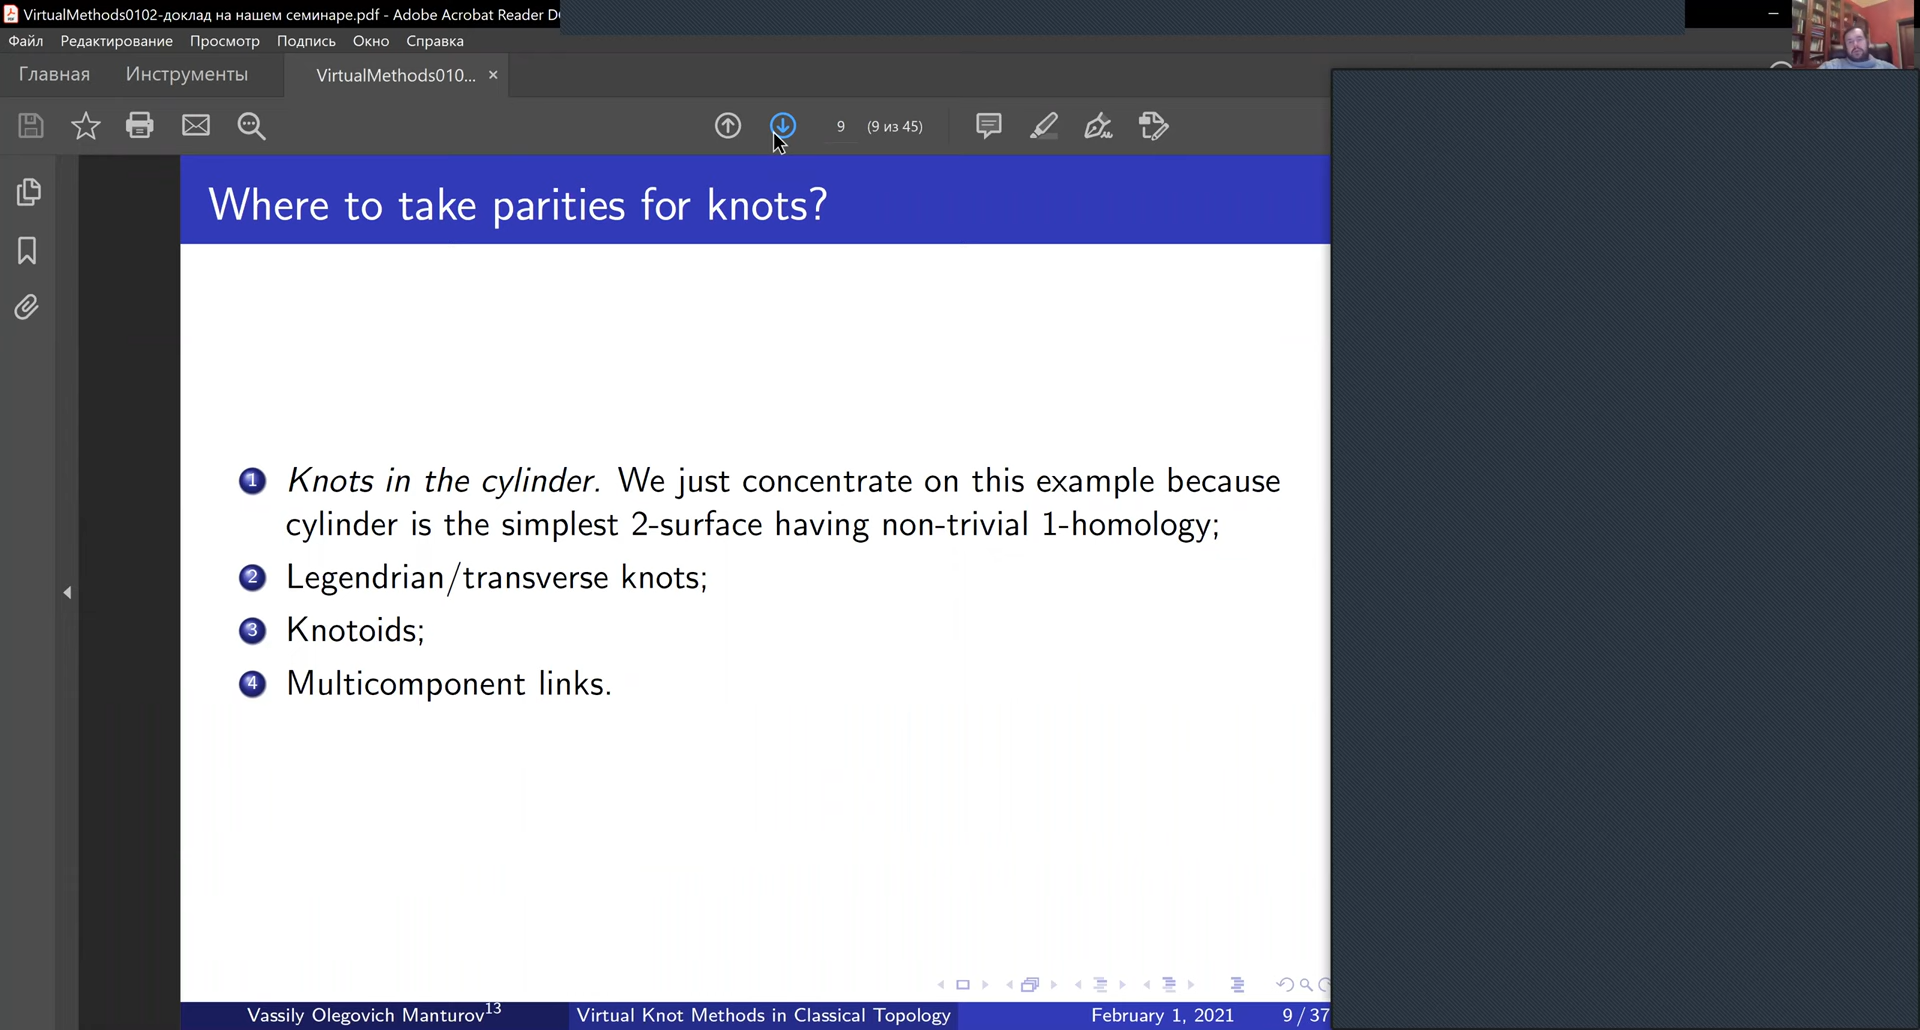 VirtualMethods0102-доклад на нашем семинаре.pdf - Adobe Acrobat Reader D
Файл Редактирование Просмотр Подпись Окно Справка
Главная Инструменты VirtualMethods010... ×
9 (9 из 45)
Where to take parities for knots?
1 Knots in the cylinder. We just concentrate on this example because
cylinder is the simplest 2-surface having non-trivial 1-homology;
2 Legendrian/transverse knots;
3 Knotoids;
4 Multicomponent links.
Vassily Olegovich Manturov13 Virtual Knot Methods in Classical Topology February 1, 2021 9 / 37